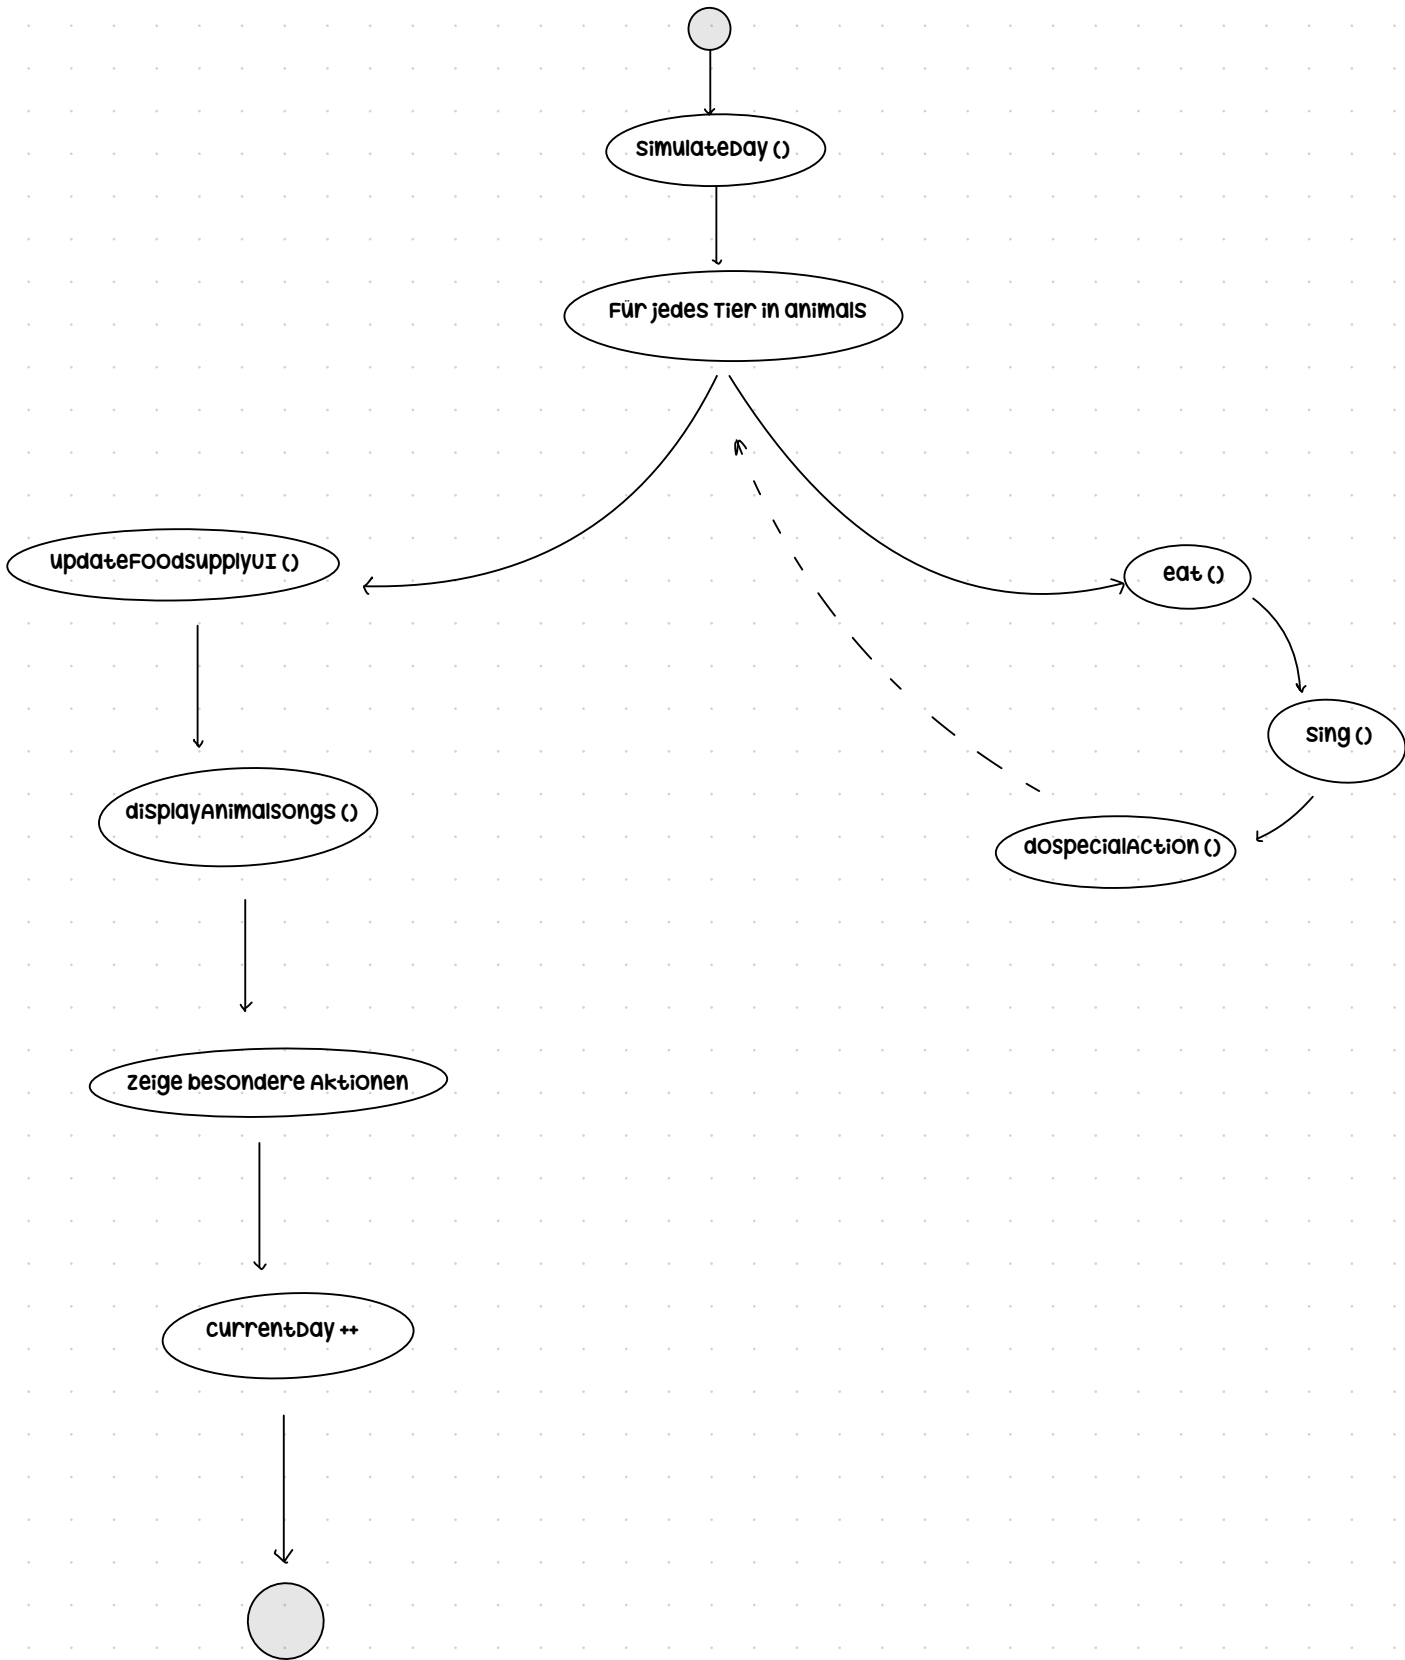 simulateDay ()
Für jedes Tier in animals
updateFoodSupplyUI ()
eat ()
sing ()
displayAnimalSongs ()
doSpecialAction ()
Zeige besondere Aktionen
currentDay ++